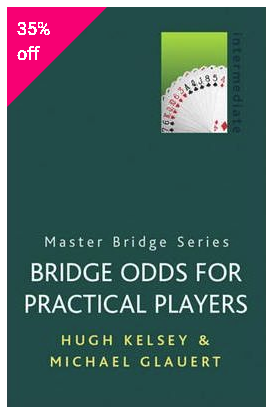 35%
off
intermediate
Master Bridge Series
BRIDGE ODDS FOR
PRACTICAL PLAYERS
HUGH KELSEY &
MICHAEL GLAUERT